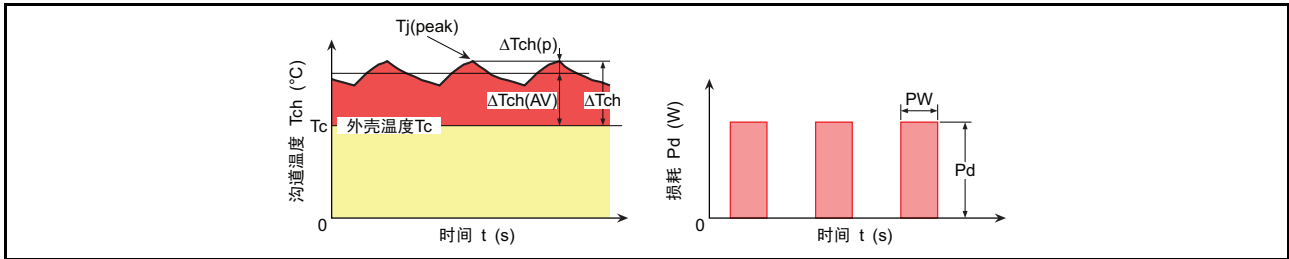 Tj(peak)
ΔTch(p)
ΔTch(AV)
ΔTch
沟道温度 Tch (°C)
Tc
外壳温度Tc
0
时间 t (s)
损耗 Pd (W)
PW
Pd
0
时间 t (s)